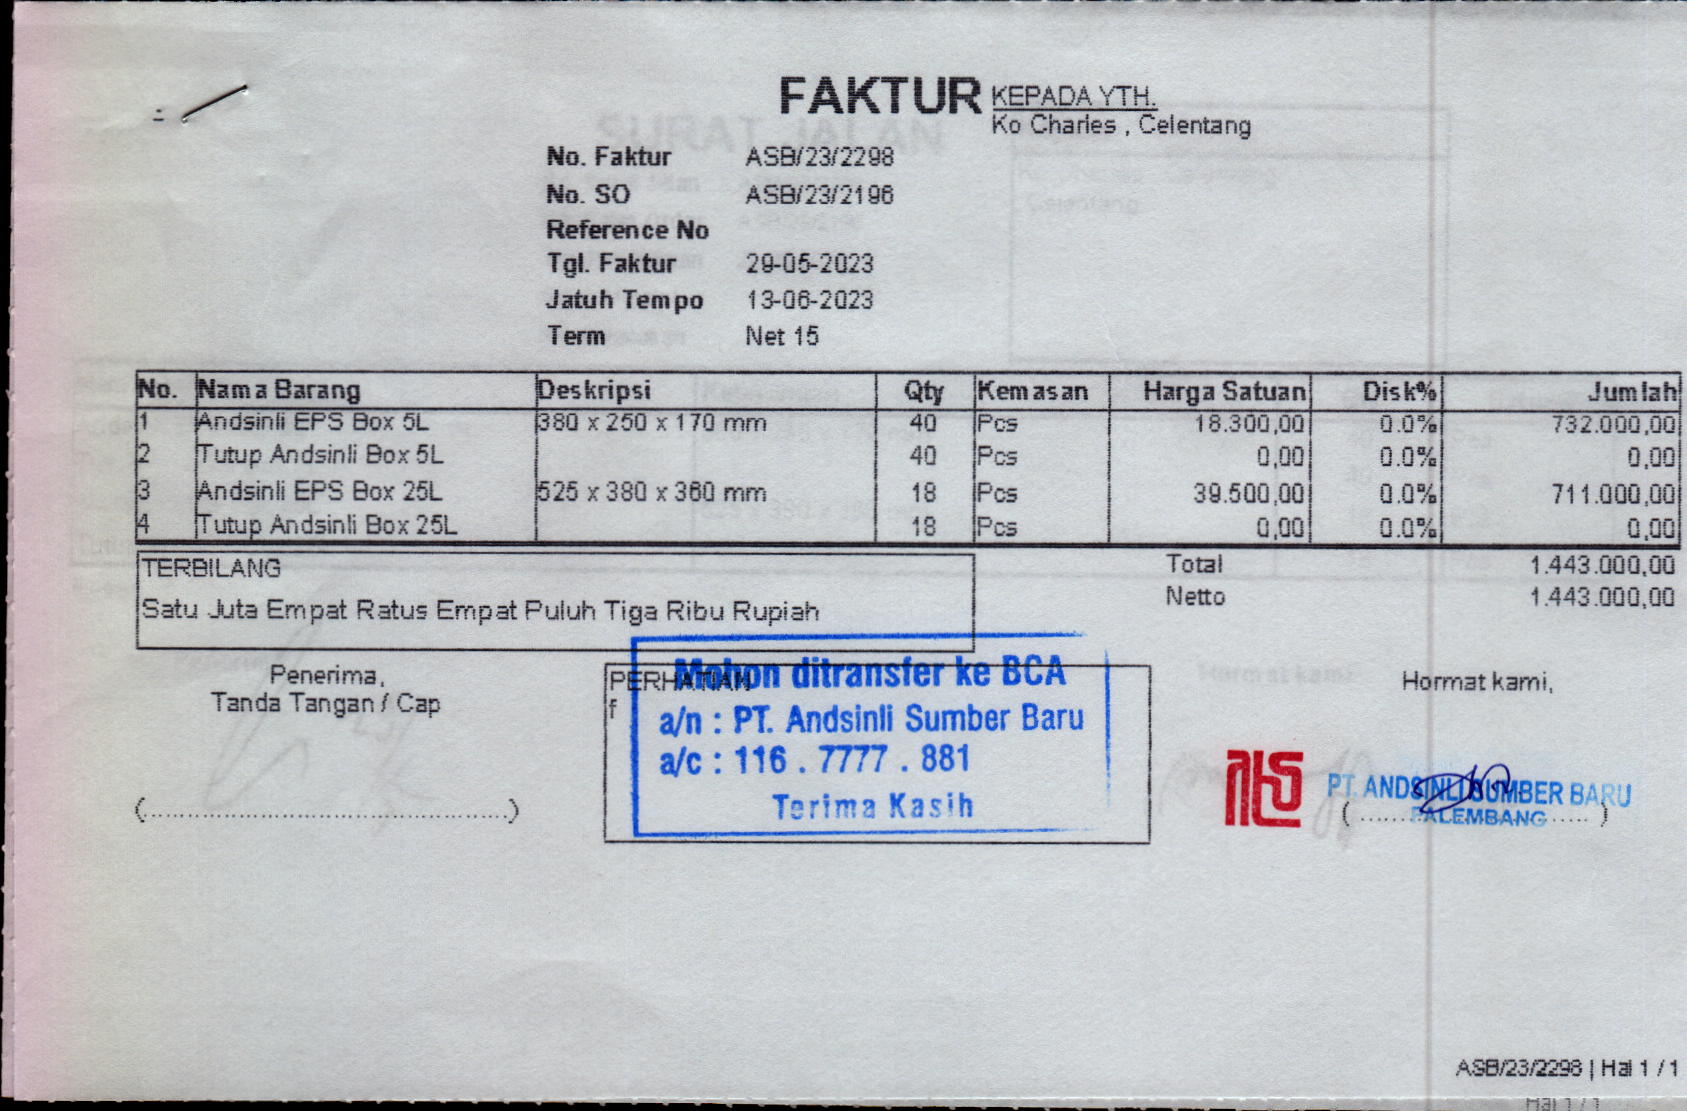 FAKTUR
KEPADA YTH.
Ko Charles , Celentang
No. Faktur ASB/23/2298
No. SO ASB/23/2196
Reference No
Tgl. Faktur 29-05-2023
Jatuh Tempo 13-06-2023
Term Net 15
No. Nama Barang Deskripsi Qty Kemasan Harga Satuan Disk% Jumlah
1 Andsinli EPS Box 5L 380 x 250 x 170 mm 40 Pcs 18.300,00 0.0% 732.000,00
2 Tutup Andsinli Box 5L 40 Pcs 0,00 0.0% 0,00
3 Andsinli EPS Box 25L 525 x 380 x 360 mm 18 Pcs 39.500,00 0.0% 711.000,00
4 Tutup Andsinli Box 25L 18 Pcs 0,00 0.0% 0,00
TERBILANG
Satu Juta Empat Ratus Empat Puluh Tiga Ribu Rupiah
Total 1.443.000,00
Netto 1.443.000,00
Penerima,
Tanda Tangan / Cap
(...............................................)
PERHATIAN
f
Mohon ditransfer ke BCA
a/n : PT. Andsinli Sumber Baru
a/c : 116 . 7777 . 881
Terima Kasih
Hormat kami,
PT. ANDSINLI SUMBER BARU
PALEMBANG
ASB/23/2298 | Hal 1 / 1
Hal 1 / 1